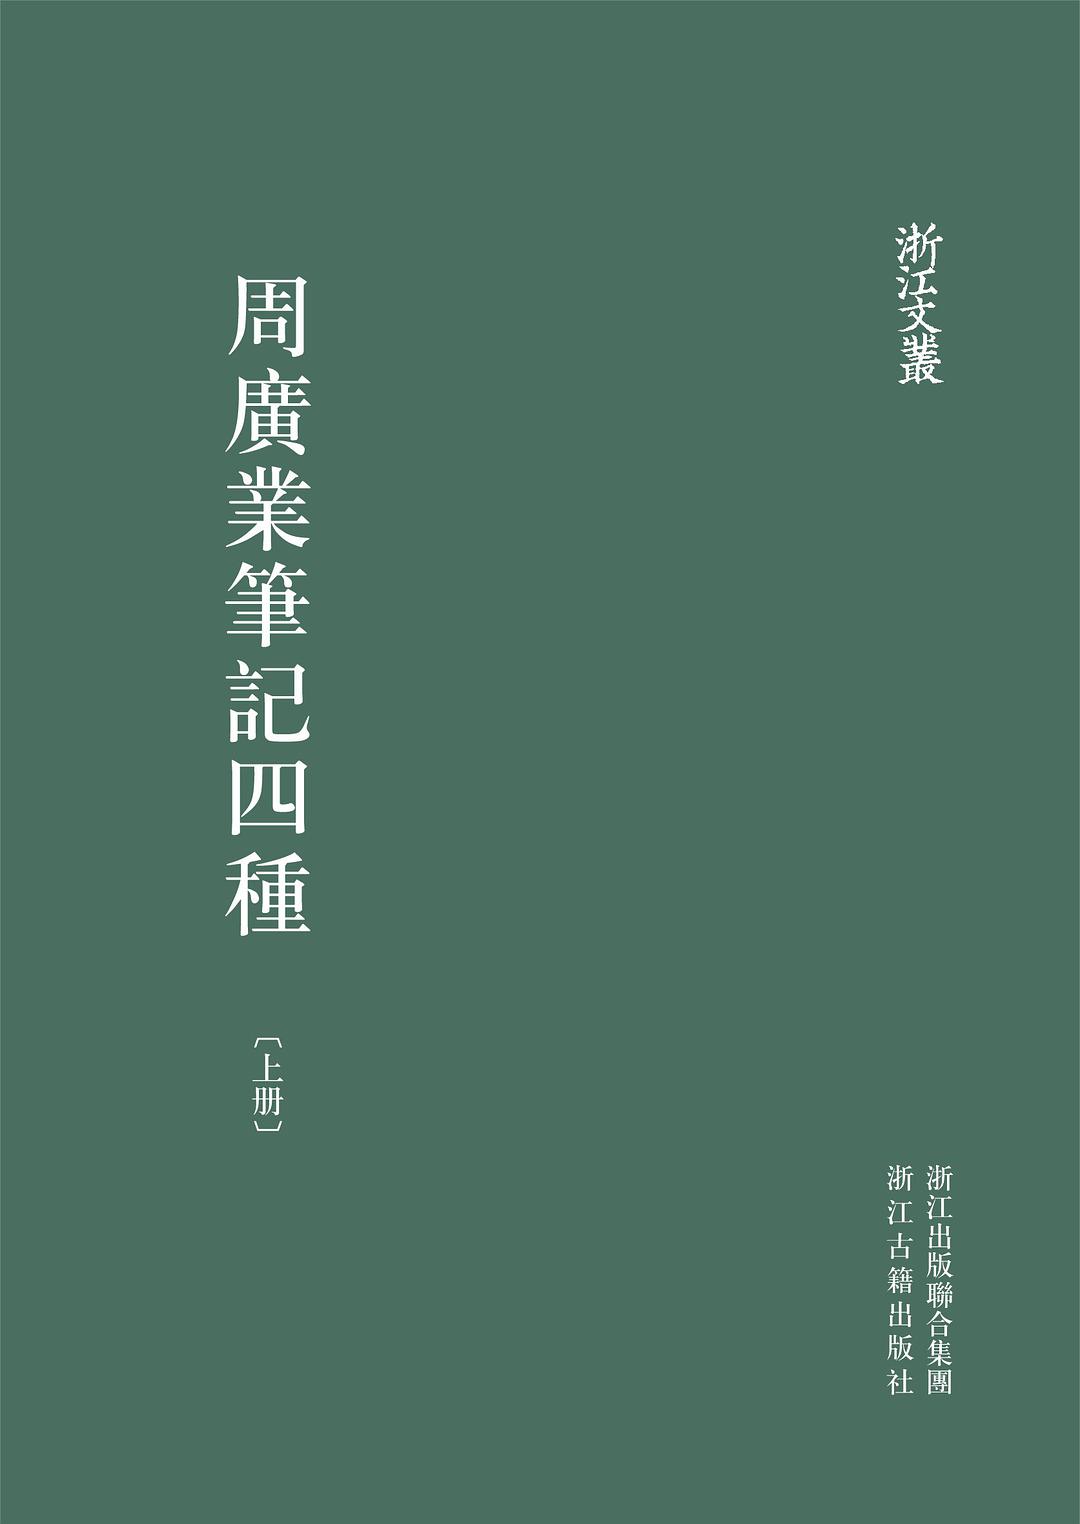 浙江文叢
周廣業筆記四種
〔上册〕
浙江出版聯合集團
浙江古籍出版社